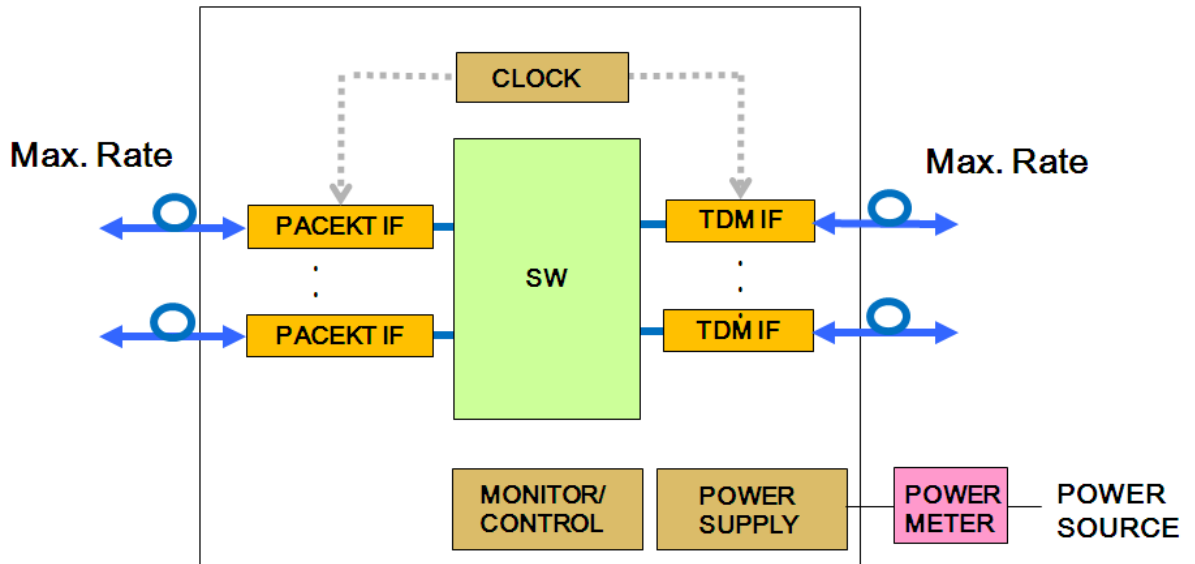 CLOCK
Max. Rate
Max. Rate
PACEKT IF
TDM IF
SW
PACEKT IF
TDM IF
MONITOR/
CONTROL
POWER
SUPPLY
POWER
METER
POWER
SOURCE